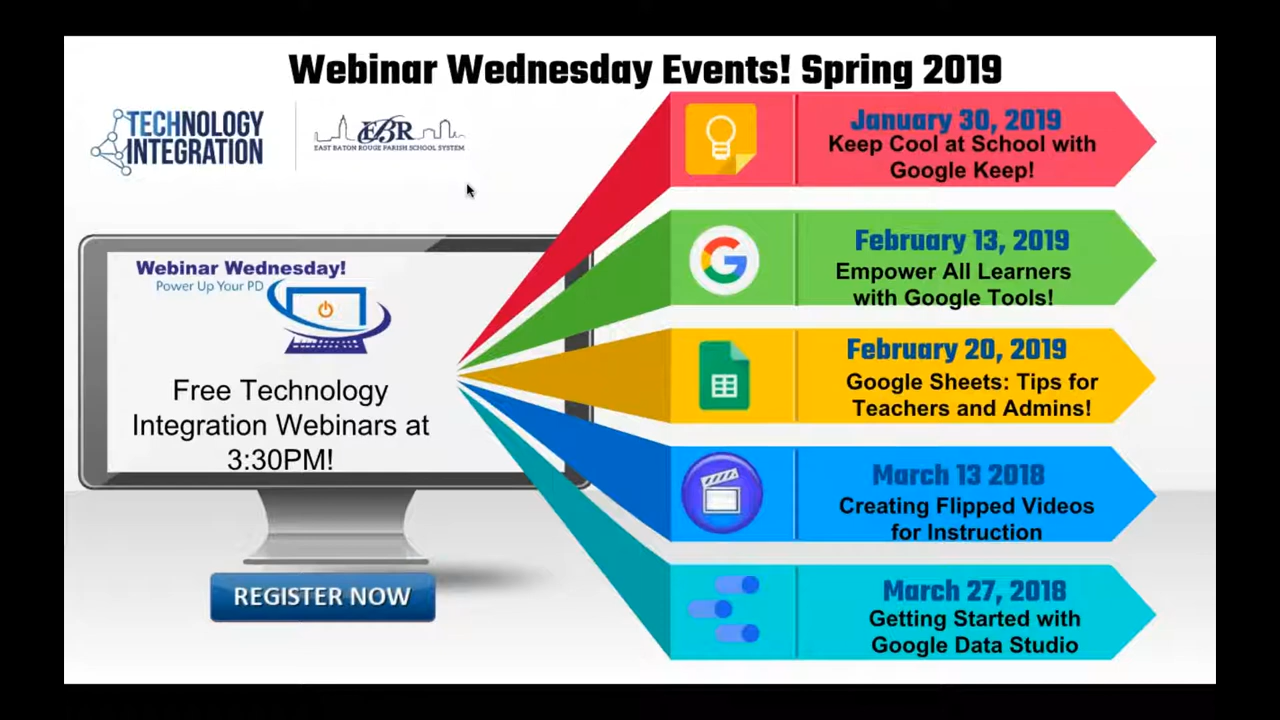 Webinar Wednesday Events! Spring 2019
TECHNOLOGY
INTEGRATION
EBR
EAST BATON ROUGE PARISH SCHOOL SYSTEM
Webinar Wednesday!
Power Up Your PD
Free Technology
Integration Webinars at
3:30PM!
REGISTER NOW
January 30, 2019
Keep Cool at School with
Google Keep!
G
February 13, 2019
Empower All Learners
with Google Tools!
February 20, 2019
Google Sheets: Tips for
Teachers and Admins!
March 13 2018
Creating Flipped Videos
for Instruction
March 27, 2018
Getting Started with
Google Data Studio